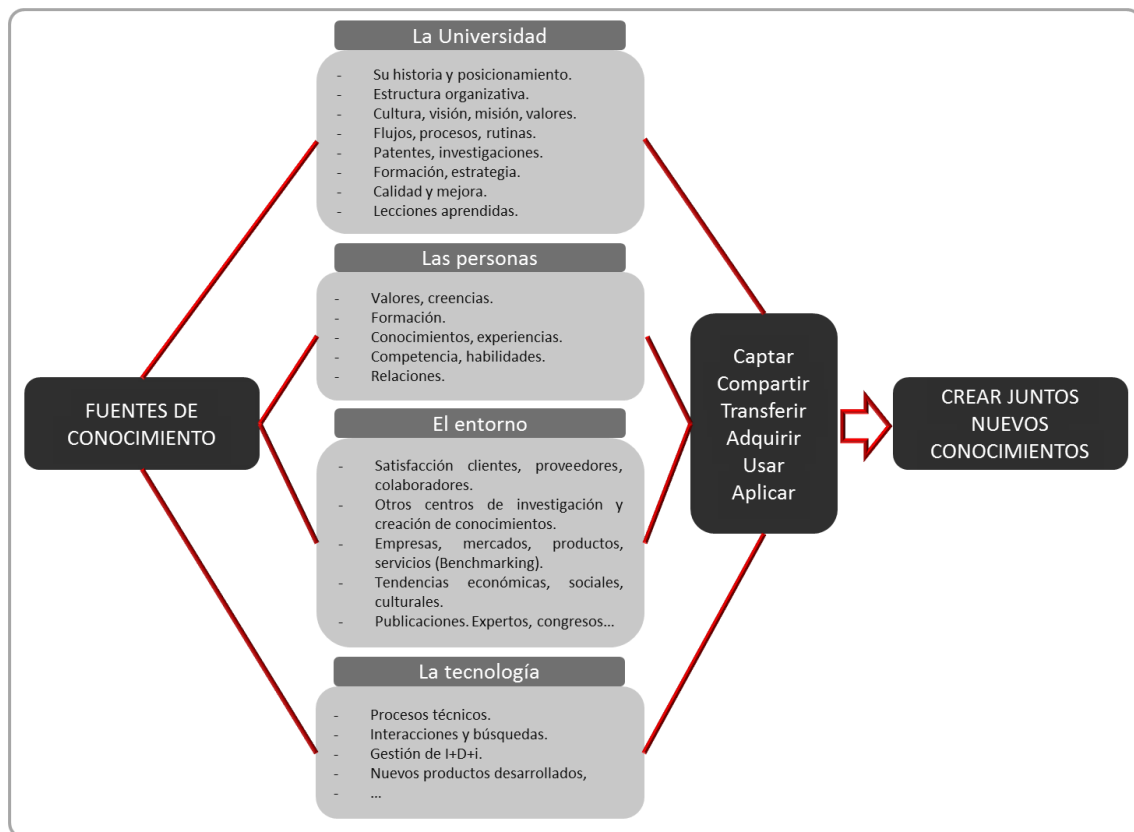 La Universidad
- Su historia y posicionamiento.
- Estructura organizativa.
- Cultura, visión, misión, valores.
- Flujos, procesos, rutinas.
- Patentes, investigaciones.
- Formación, estrategia.
- Calidad y mejora.
- Lecciones aprendidas.
Las personas
- Valores, creencias.
- Formación.
- Conocimientos, experiencias.
- Competencia, habilidades.
- Relaciones.
FUENTES DE
CONOCIMIENTO
El entorno
- Satisfacción clientes, proveedores,
colaboradores.
- Otros centros de investigación y
creación de conocimientos.
- Empresas, mercados, productos,
servicios (Benchmarking).
- Tendencias económicas, sociales,
culturales.
- Publicaciones. Expertos, congresos...
La tecnología
- Procesos técnicos.
- Interacciones y búsquedas.
- Gestión de I+D+i.
- Nuevos productos desarrollados,
- ...
Captar
Compartir
Transferir
Adquirir
Usar
Aplicar
CREAR JUNTOS
NUEVOS
CONOCIMIENTOS